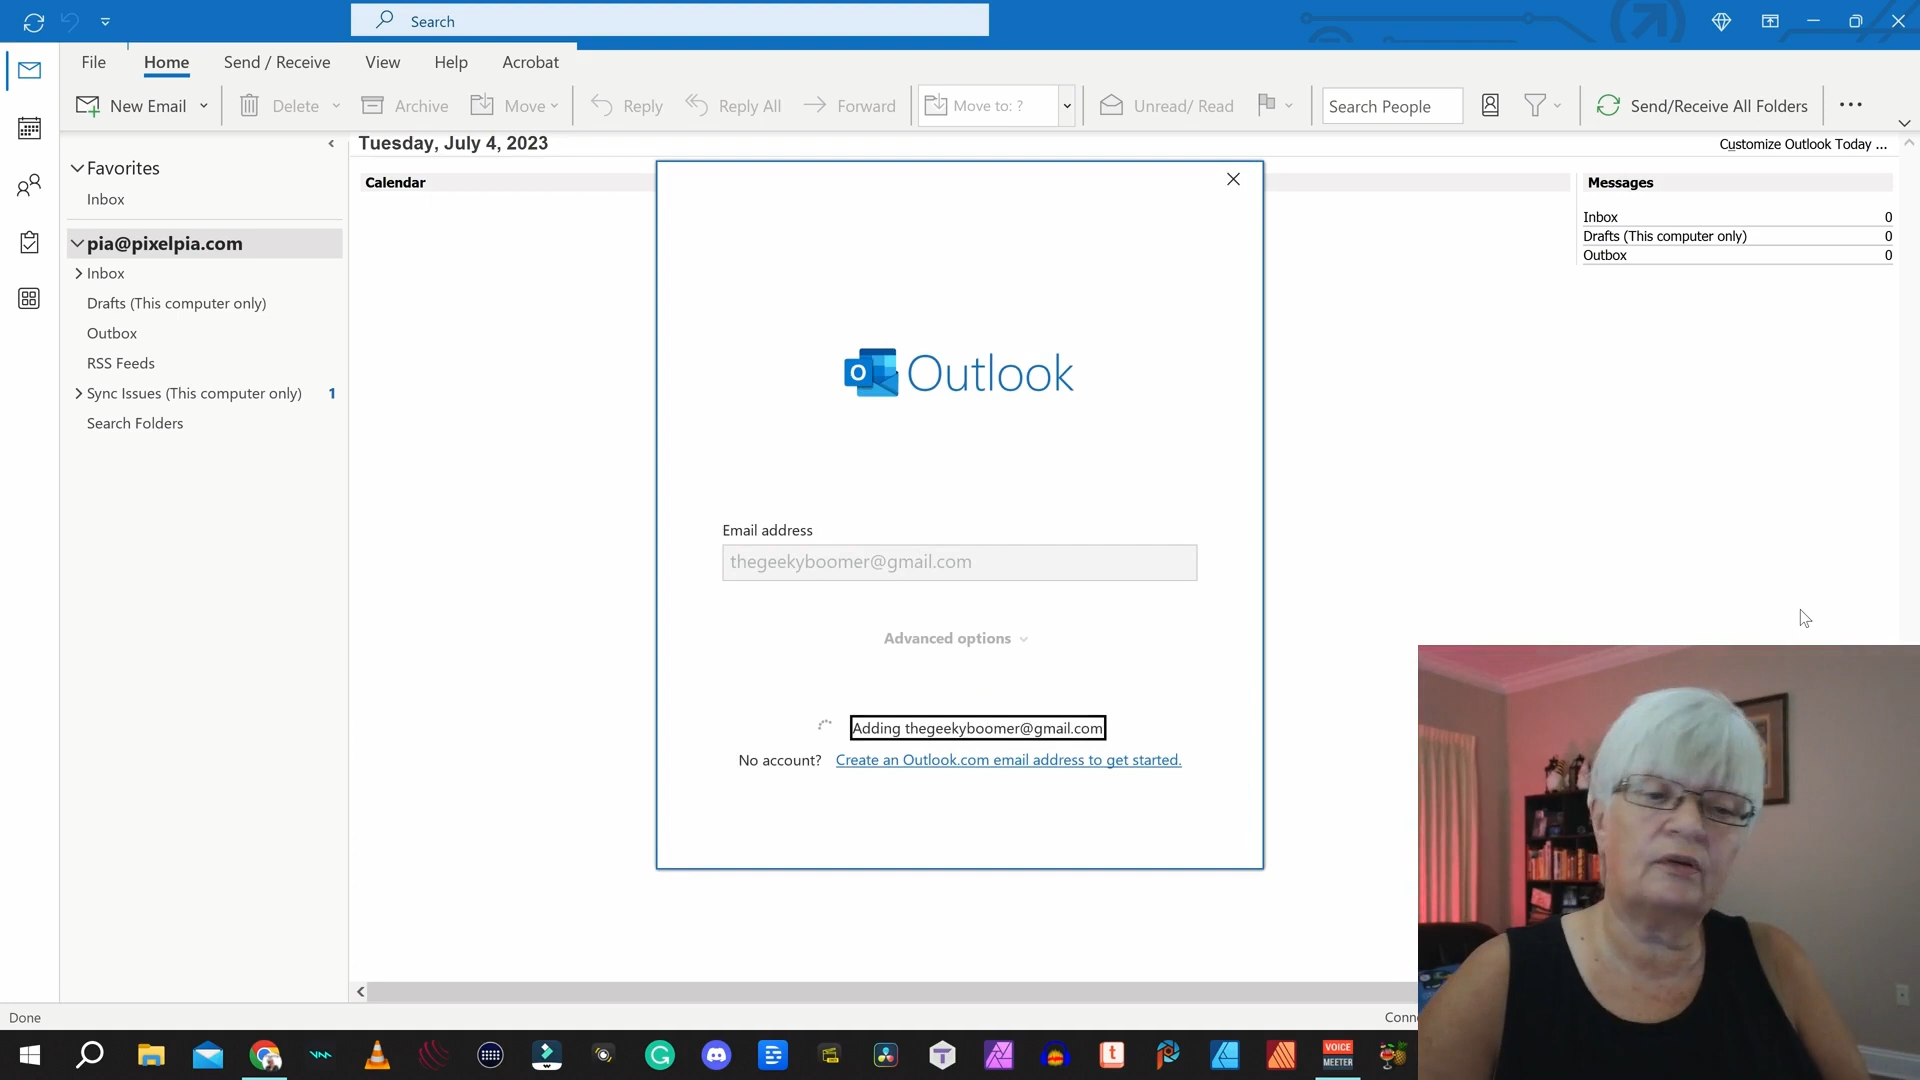 Search
File Home Send / Receive View Help Acrobat
New Email Delete Archive Move Reply Reply All Forward Move to: ? Unread/ Read Search People Send/Receive All Folders
Tuesday, July 4, 2023
Customize Outlook Today ...
Favorites
Inbox
pia@pixelpia.com
Inbox
Drafts (This computer only)
Outbox
RSS Feeds
Sync Issues (This computer only) 1
Search Folders
Calendar
Messages
Inbox 0
Drafts (This computer only) 0
Outbox 0
Outlook
Email address
thegeekyboomer@gmail.com
Advanced options
Adding thegeekyboomer@gmail.com
No account? Create an Outlook.com email address to get started.
Done
Conn
VOICE
MEETER